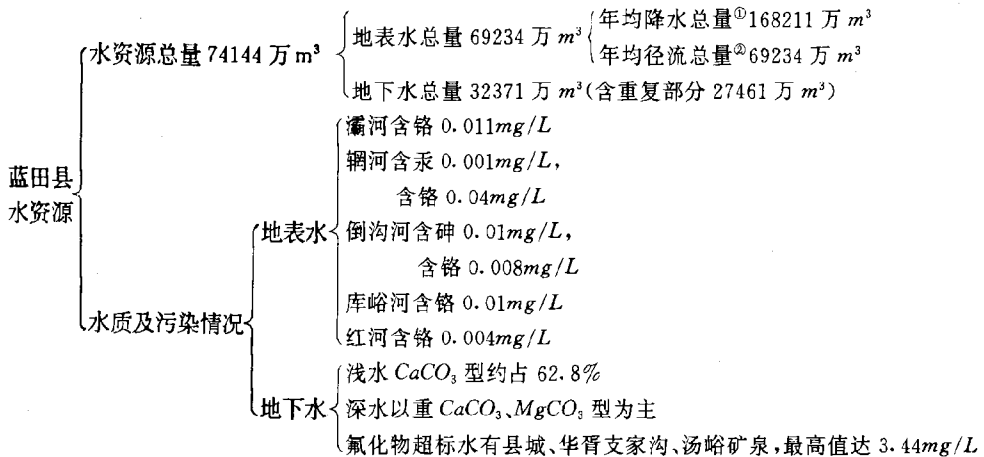 蓝田县
水资源
水资源总量 74144 万 m³
地表水总量 69234 万 m³
年均降水总量①168211 万 m³
年均径流总量②69234 万 m³
地下水总量 32371 万 m³(含重复部分 27461 万 m³)
水质及污染情况
地表水
灞河含铬 0.011mg/L
辋河含汞 0.001mg/L,
含铬 0.04mg/L
倒沟河含砷 0.01mg/L,
含铬 0.008mg/L
库峪河含铬 0.01mg/L
红河含铬 0.004mg/L
地下水
浅水 CaCO₃ 型约占 62.8%
深水以重 CaCO₃、MgCO₃ 型为主
氟化物超标水有县城、华胥支家沟、汤峪矿泉,最高值达 3.44mg/L